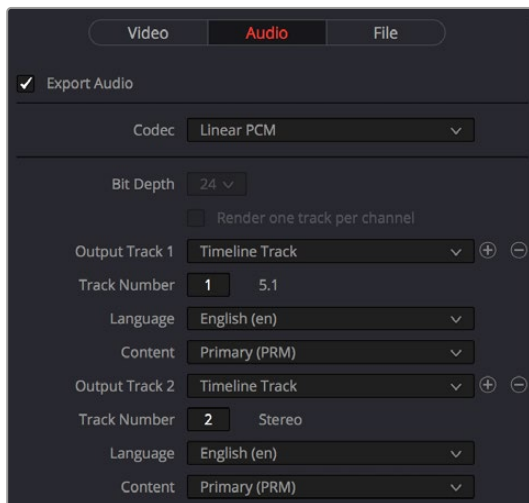 Video Audio File
Export Audio
Codec Linear PCM
Bit Depth 24
Render one track per channel
Output Track 1 Timeline Track
Track Number 1 5.1
Language English (en)
Content Primary (PRM)
Output Track 2 Timeline Track
Track Number 2 Stereo
Language English (en)
Content Primary (PRM)